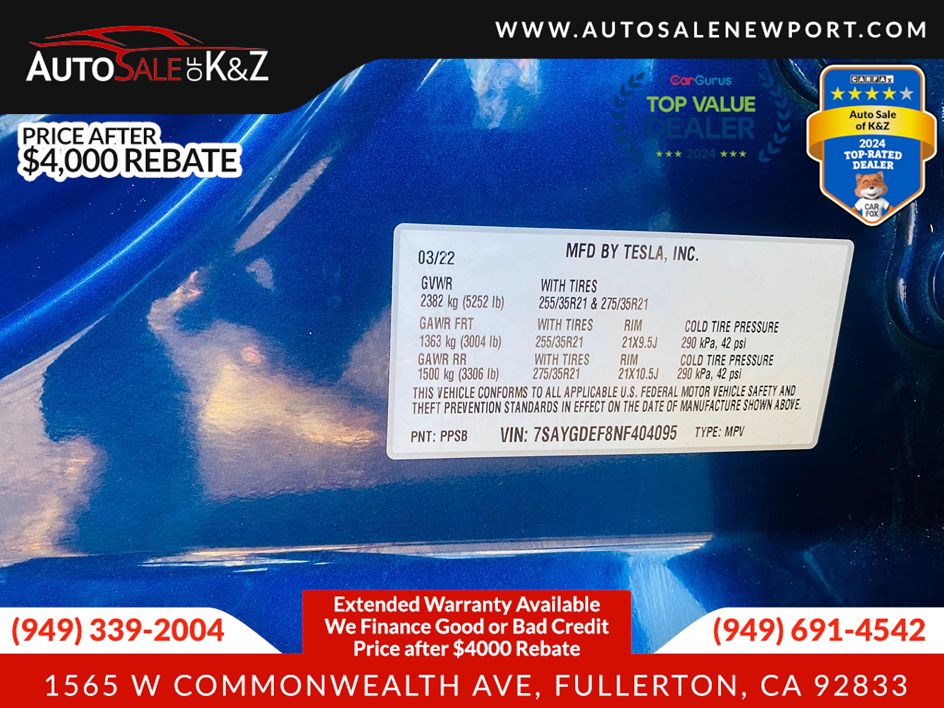 WWW.AUTOSALENEWPORT.COM
AUTOSALE OF K&Z
PRICE AFTER
$4,000 REBATE
CarGurus
TOP VALUE
DEALER
★★★ 2024 ★★★
CARFAX
★★★★★
Auto Sale
of K&Z
2024
TOP-RATED
DEALER
CAR
FOX
03/22 MFD BY TESLA, INC.
GVWR WITH TIRES
2382 kg (5252 lb) 255/35R21 & 275/35R21
GAWR FRT WITH TIRES RIM COLD TIRE PRESSURE
1363 kg (3004 lb) 255/35R21 21X9.5J 290 kPa, 42 psi
GAWR RR WITH TIRES RIM COLD TIRE PRESSURE
1500 kg (3306 lb) 275/35R21 21X10.5J 290 kPa, 42 psi
THIS VEHICLE CONFORMS TO ALL APPLICABLE U.S. FEDERAL MOTOR VEHICLE SAFETY AND
THEFT PREVENTION STANDARDS IN EFFECT ON THE DATE OF MANUFACTURE SHOWN ABOVE.
PNT: PPSB VIN: 7SAYGDEF8NF404095 TYPE: MPV
(949) 339-2004
Extended Warranty Available
We Finance Good or Bad Credit
Price after $4000 Rebate
(949) 691-4542
1565 W COMMONWEALTH AVE, FULLERTON, CA 92833